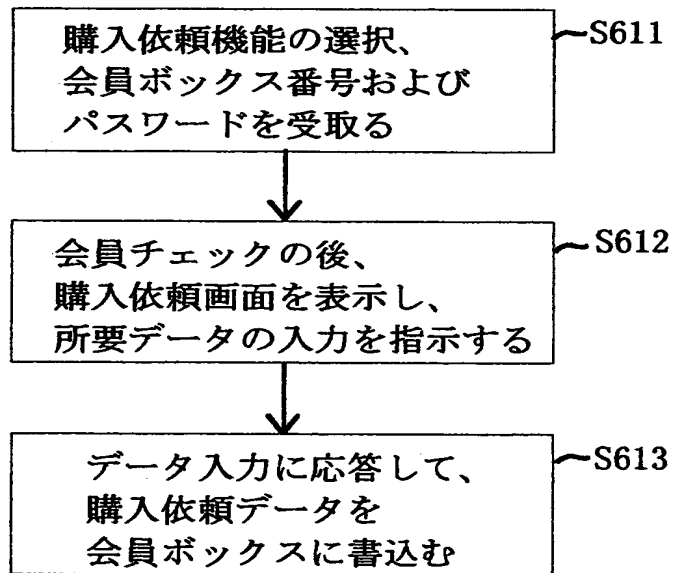 購入依頼機能の選択、
会員ボックス番号および
パスワードを受取る
S611
会員チェックの後、
購入依頼画面を表示し、
所要データの入力を指示する
S612
データ入力に応答して、
購入依頼データを
会員ボックスに書込む
S613